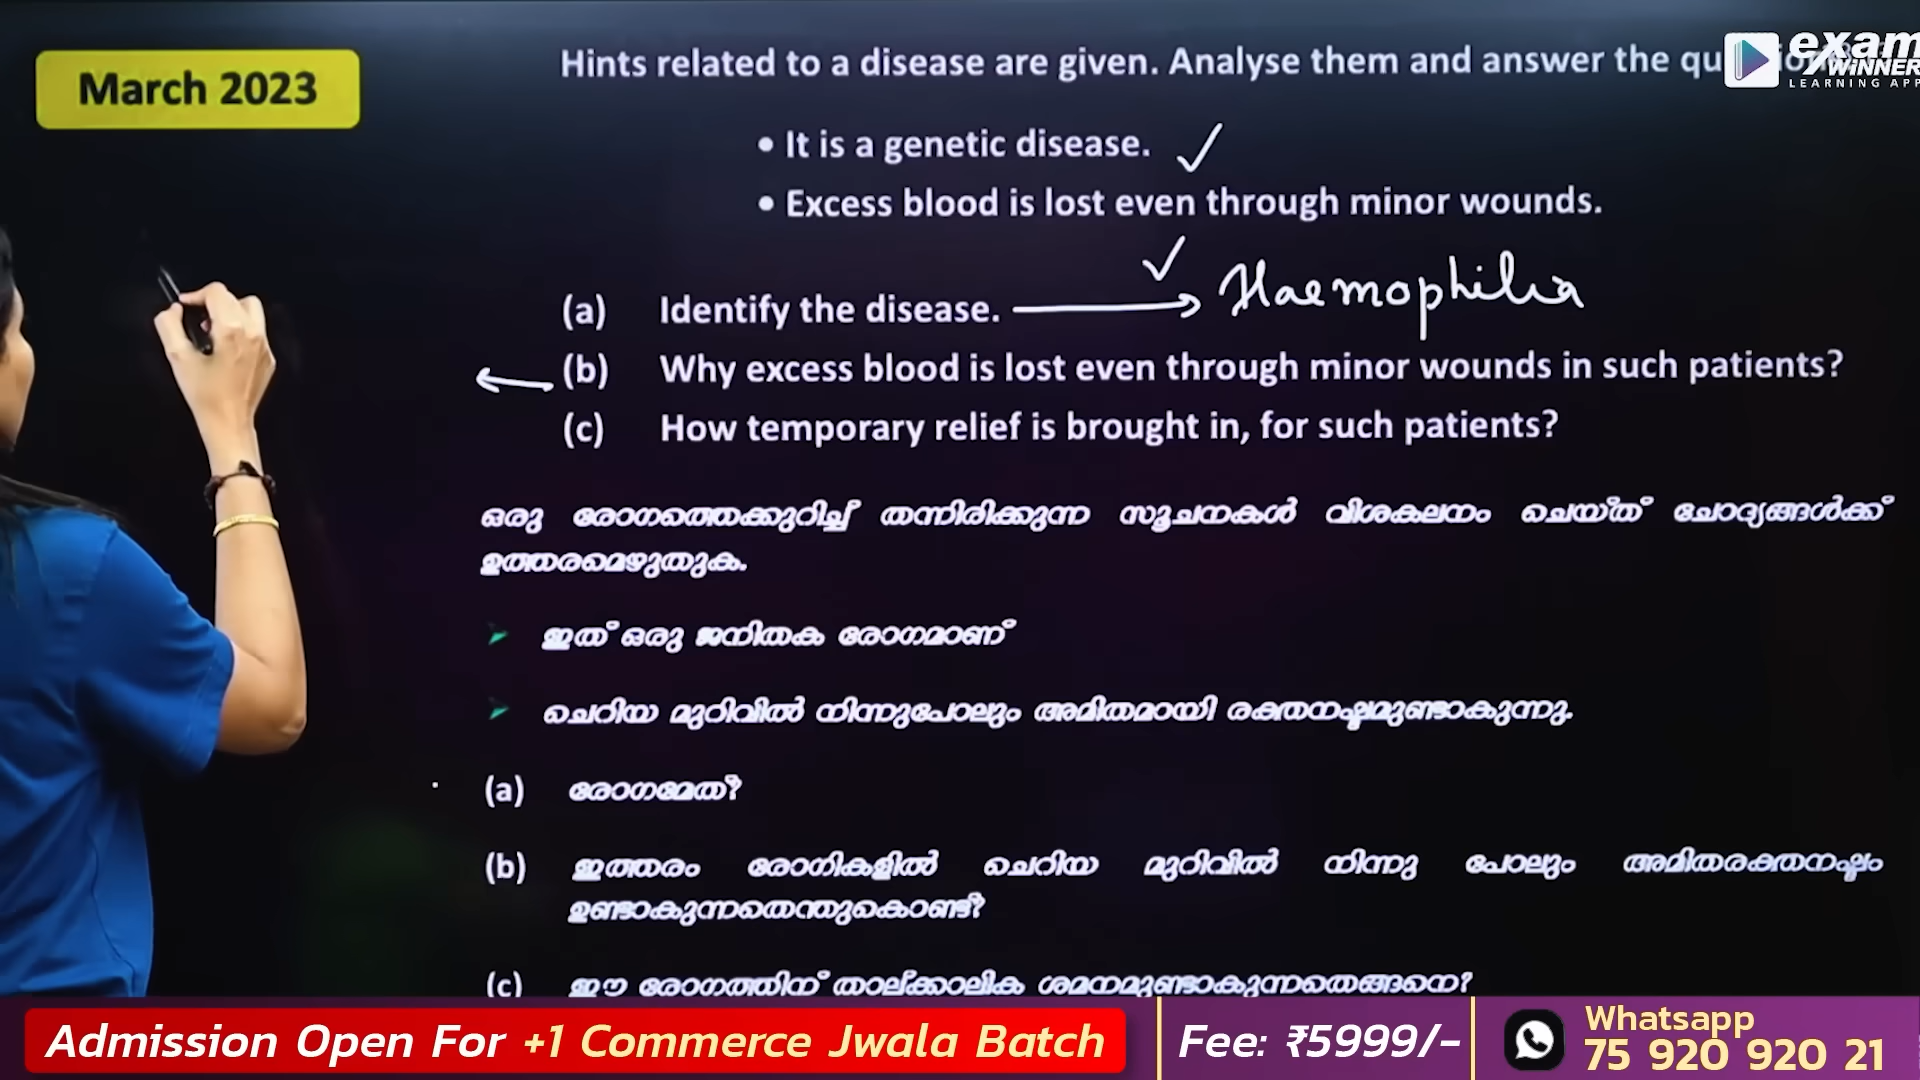 March 2023
Hints related to a disease are given. Analyse them and answer the qu
exam
WINNER
LEARNING APP
• It is a genetic disease. ✓
• Excess blood is lost even through minor wounds.
✓
(a) Identify the disease. → Haemophilia
← (b) Why excess blood is lost even through minor wounds in such patients?
(c) How temporary relief is brought in, for such patients?
ഒരു രോഗത്തെക്കുറിച്ച് തന്നിരിക്കുന്ന സൂചനകൾ വിശകലനം ചെയ്ത് ചോദ്യങ്ങൾക്ക്
ഉത്തരമെഴുതുക.
➤ ഇത് ഒരു ജനിതക രോഗമാണ്
➤ ചെറിയ മുറിവിൽ നിന്നുപോലും അമിതമായി രക്തനഷ്ടമുണ്ടാകുന്നു.
(a) രോഗമേത്?
(b) ഇത്തരം രോഗികളിൽ ചെറിയ മുറിവിൽ നിന്നു പോലും അമിതരക്തനഷ്ടം
ഉണ്ടാകുന്നതെന്തുകൊണ്ട്?
(c) ഈ രോഗത്തിന് താല്ക്കാലിക ശമനമുണ്ടാകുന്നതെങ്ങനെ?
Admission Open For +1 Commerce Jwala Batch
Fee: ₹5999/-
Whatsapp
75 920 920 21